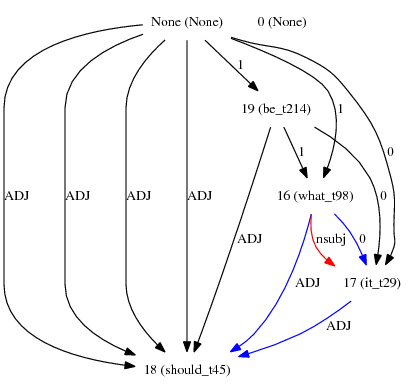 None (None) 0 (None)
1
19 (be_t214) 1
1 0
ADJ ADJ ADJ ADJ 16 (what_t98) 0
ADJ nsubj 0
ADJ 17 (it_t29)
ADJ
18 (should_t45)